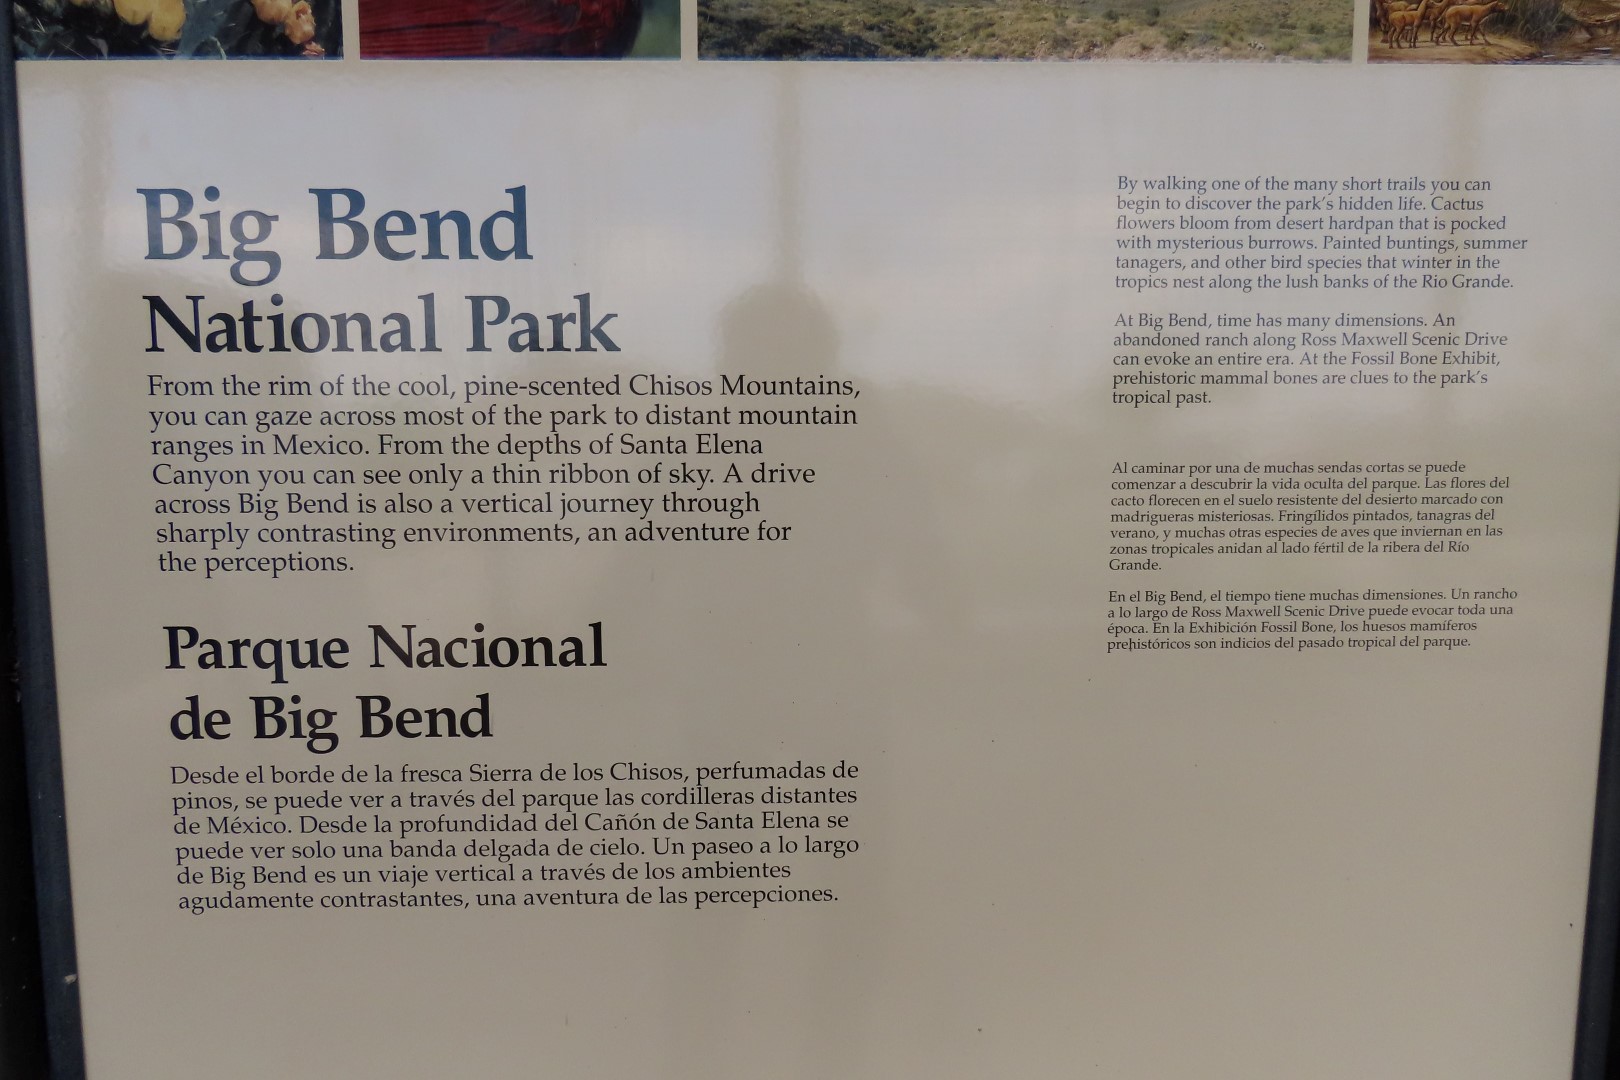 Big Bend
National Park
From the rim of the cool, pine-scented Chisos Mountains,
you can gaze across most of the park to distant mountain
ranges in Mexico. From the depths of Santa Elena
Canyon you can see only a thin ribbon of sky. A drive
across Big Bend is also a vertical journey through
sharply contrasting environments, an adventure for
the perceptions.
Parque Nacional
de Big Bend
Desde el borde de la fresca Sierra de los Chisos, perfumadas de
pinos, se puede ver a través del parque las cordilleras distantes
de México. Desde la profundidad del Cañón de Santa Elena se
puede ver solo una banda delgada de cielo. Un paseo a lo largo
de Big Bend es un viaje vertical a través de los ambientes
agudamente contrastantes, una aventura de las percepciones.
By walking one of the many short trails you can
begin to discover the park's hidden life. Cactus
flowers bloom from desert hardpan that is pocked
with mysterious burrows. Painted buntings, summer
tanagers, and other bird species that winter in the
tropics nest along the lush banks of the Rio Grande.
At Big Bend, time has many dimensions. An
abandoned ranch along Ross Maxwell Scenic Drive
can evoke an entire era. At the Fossil Bone Exhibit,
prehistoric mammal bones are clues to the park's
tropical past.
Al caminar por una de muchas sendas cortas se puede
comenzar a descubrír la vida oculta del parque. Las flores del
cacto florecen en el suelo resistente del desierto marcado con
madrigueras misteriosas. Fringílidos pintados, tanagras del
verano, y muchas otras especies de aves que inviernan en las
zonas tropicales anidan al lado fértil de la ribera del Río
Grande.
En el Big Bend, el tiempo tiene muchas dimensiones. Un rancho
a lo largo de Ross Maxwell Scenic Drive puede evocar toda una
época. En la Exhibición Fossil Bone, los huesos mamíferos
prehistóricos son indicios del pasado tropical del parque.